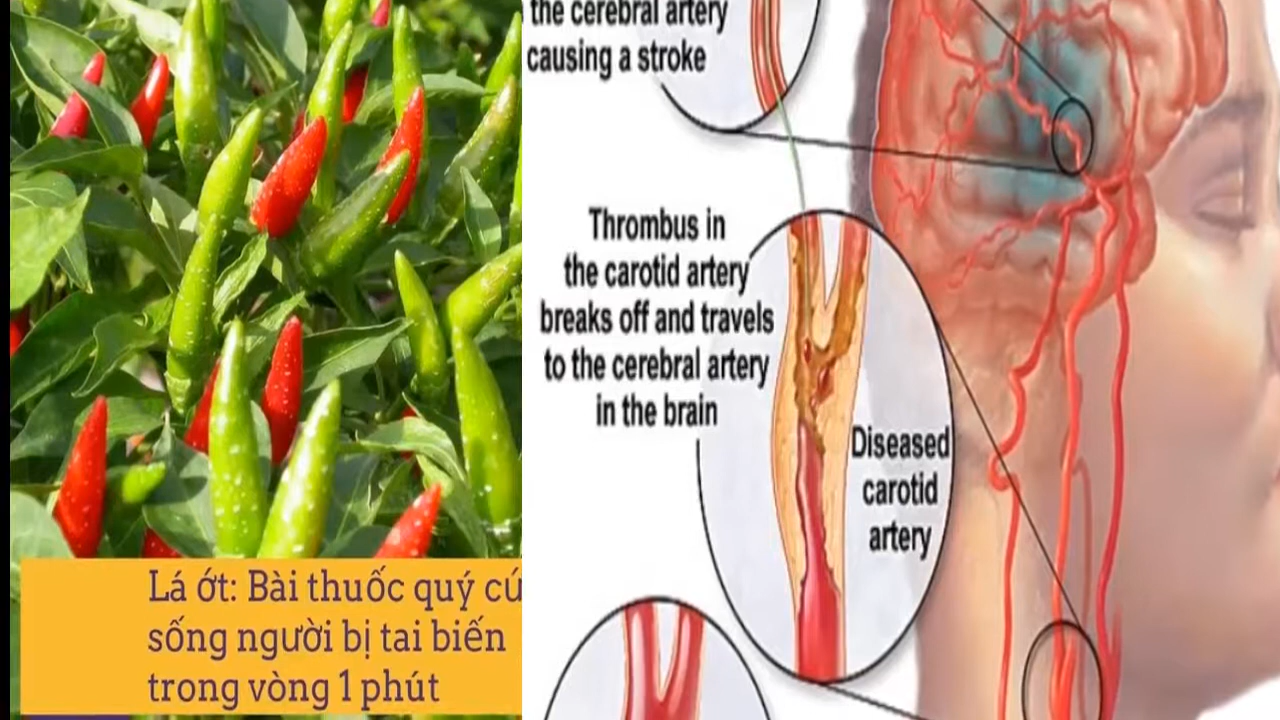 Lá ớt: Bài thuốc quý cứ
sống người bị tai biến
trong vòng 1 phút
the cerebral artery
causing a stroke
Thrombus in
the carotid artery
breaks off and travels
to the cerebral artery
in the brain
Diseased
carotid
artery